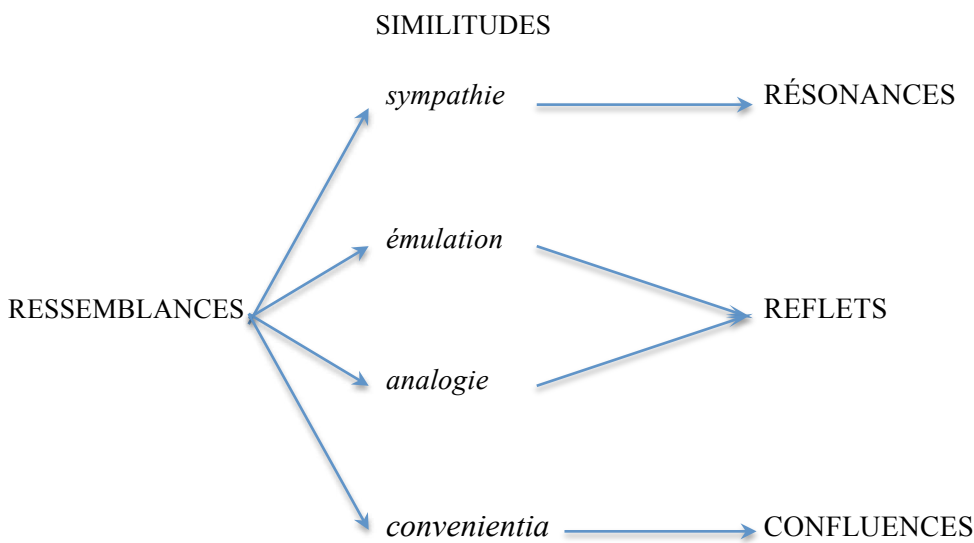 SIMILITUDES
sympathie RÉSONANCES
émulation
RESSEMBLANCES REFLETS
analogie
convenientia CONFLUENCES